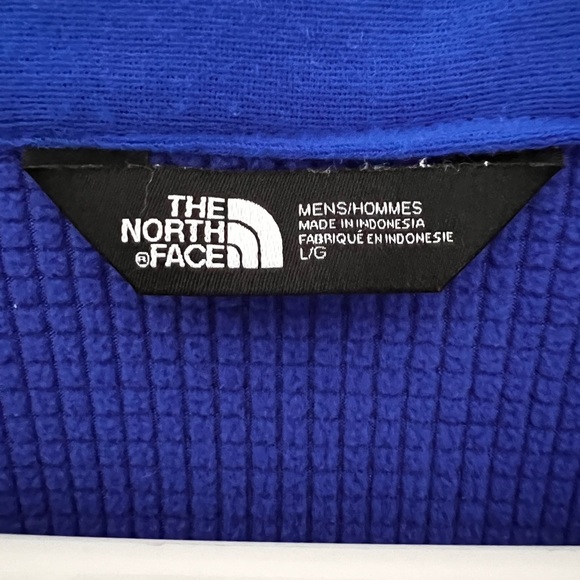 THE
NORTH
®FACE
MENS/HOMMES
MADE IN INDONESIA
FABRIQUÉ EN INDONESIE
L/G